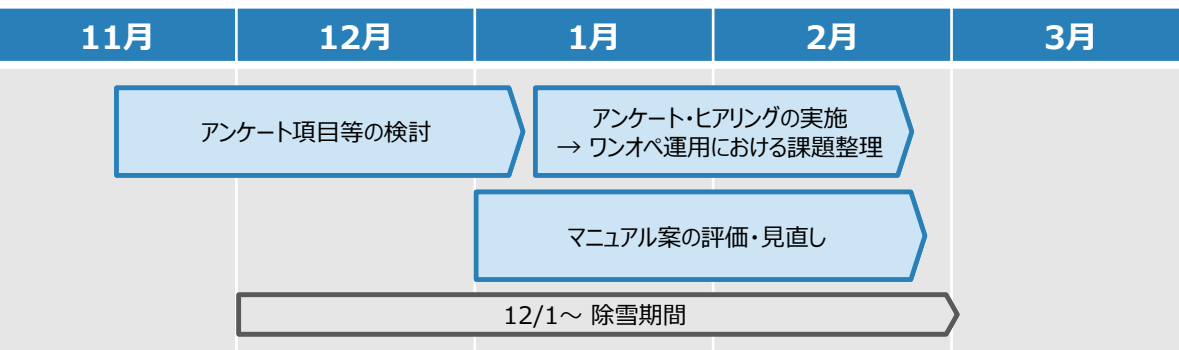 11月
12月
1月
2月
3月
アンケート項目等の検討
アンケート・ヒアリングの実施
→ ワンオペ運用における課題整理
マニュアル案の評価・見直し
12/1～ 除雪期間